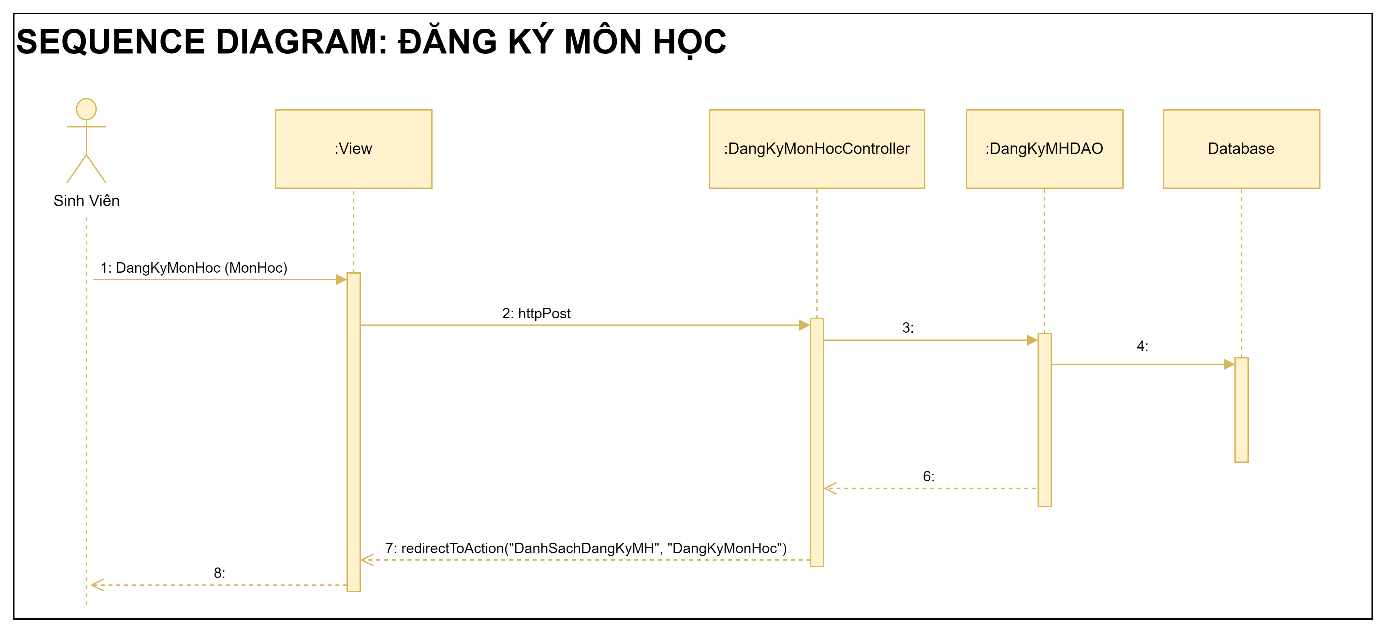 SEQUENCE DIAGRAM: ĐĂNG KÝ MÔN HỌC
:View
:DangKyMonHocController
:DangKyMHDAO
Database
Sinh Viên
1: DangKyMonHoc (MonHoc)
2: httpPost
3:
4:
6:
7: redirectToAction("DanhSachDangKyMH", "DangKyMonHoc")
8: